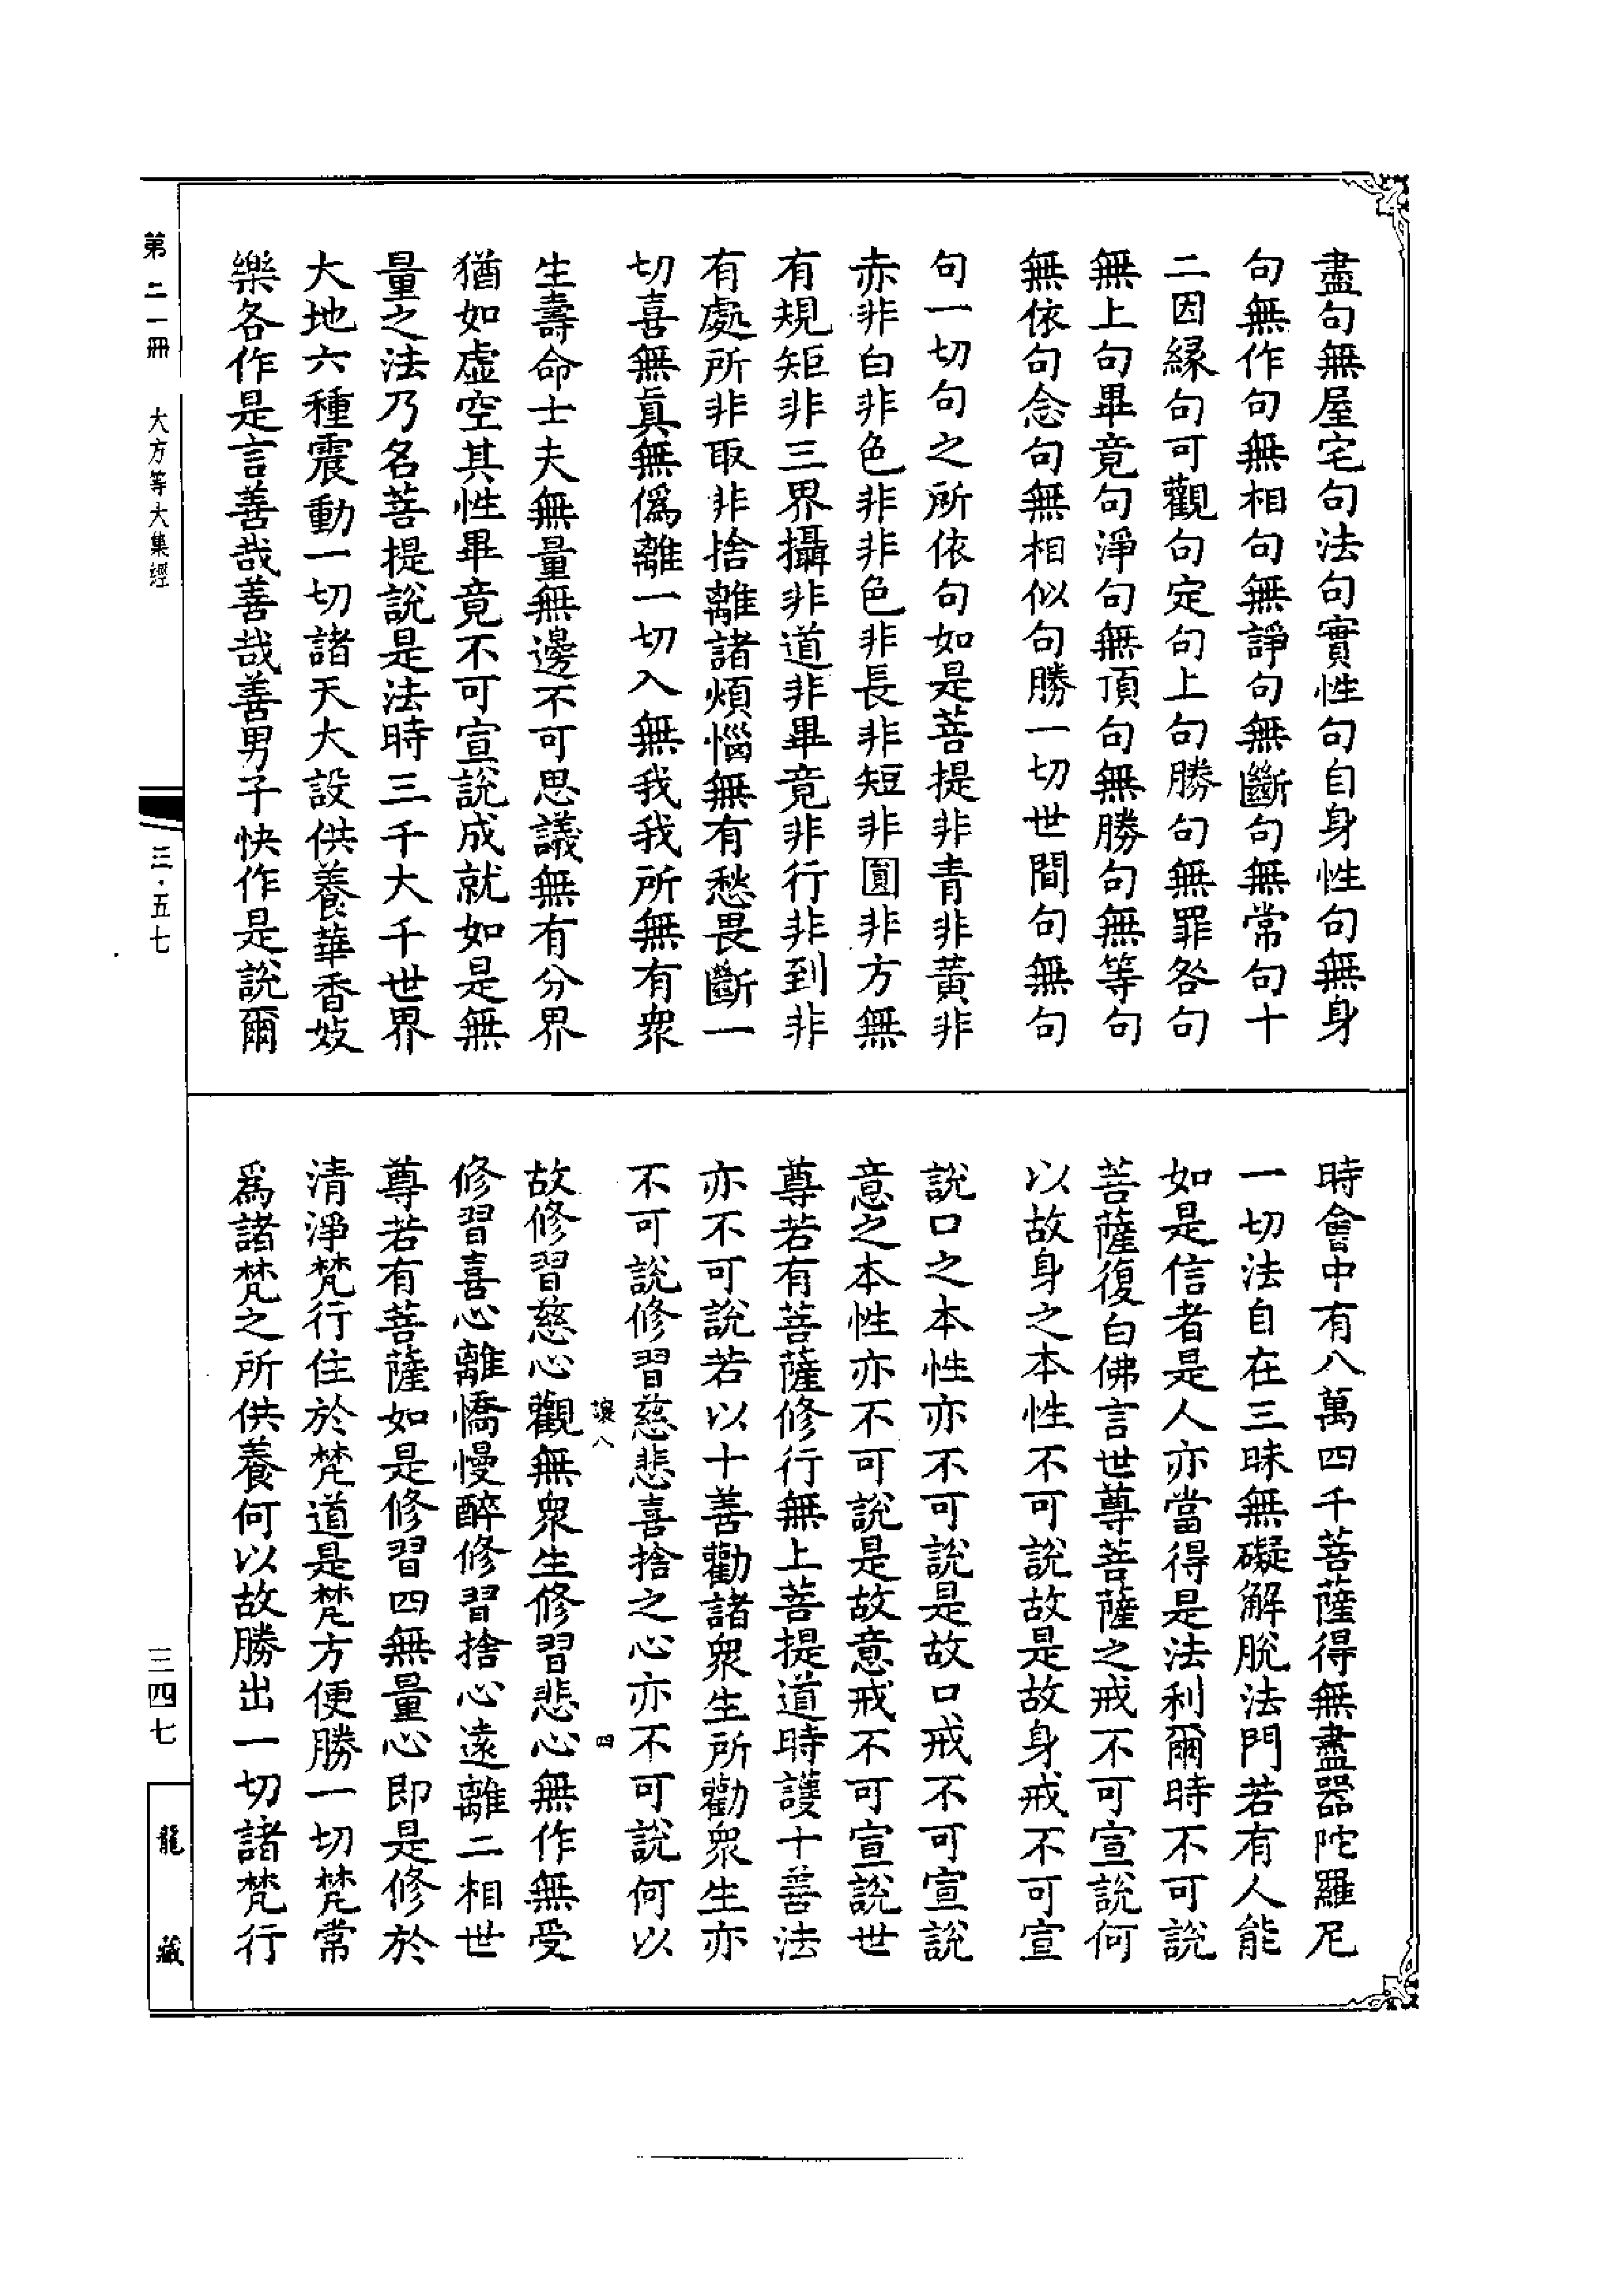 盡句無屋宅句法句實性句自身性句無身
句無作句無相句無諍句無斷句無常句十
二因縁句可觀句定句上句勝句無罪咎句
無上句畢竟句淨句無頂句無勝句無等句
無依句念句無相似句勝一切世間句無句
句一切句之所依句如是菩提非青非黃非
赤非白非色非非色非長非短非圓非方無
有規矩非三界攝非道非畢竟非行非到非
有處所非取非捨離諸煩惱無有愁畏斷一
切喜無真無僞離一切入無我我所無有衆
生壽命士夫無量無邊不可思議無有分界
猶如虛空其性畢竟不可宣說成就如是無
量之法乃名菩提說是法時三千大千世界
大地六種震動一切諸天大設供養華香妓
樂各作是言善哉善哉善男子快作是說爾
時會中有八萬四千菩薩得無盡器陀羅尼
一切法自在三昧無礙解脫法門若有人能
如是信者是人亦當得是法利爾時不可說
菩薩復白佛言世尊菩薩之戒不可宣說何
以故身之本性不可說故是故身戒不可宣
說口之本性亦不可說是故口戒不可宣說
意之本性亦不可說是故意戒不可宣說世
尊若有菩薩修行無上菩提道時護十善法
亦不可說若以十善勸諸衆生所勸衆生亦
不可說修習慈悲喜捨之心亦不可說何以
八 四
故修習慈心觀無衆生修習悲心無作無受
修習喜心離憍慢醉修習捨心遠離二相世
尊若有菩薩如是修習四無量心即是修於
清淨梵行住於梵道是梵方便勝一切梵常
爲諸梵之所供養何以故勝出一切諸梵行
第二一冊 大方等大集經
三·五七
三四七
龍藏